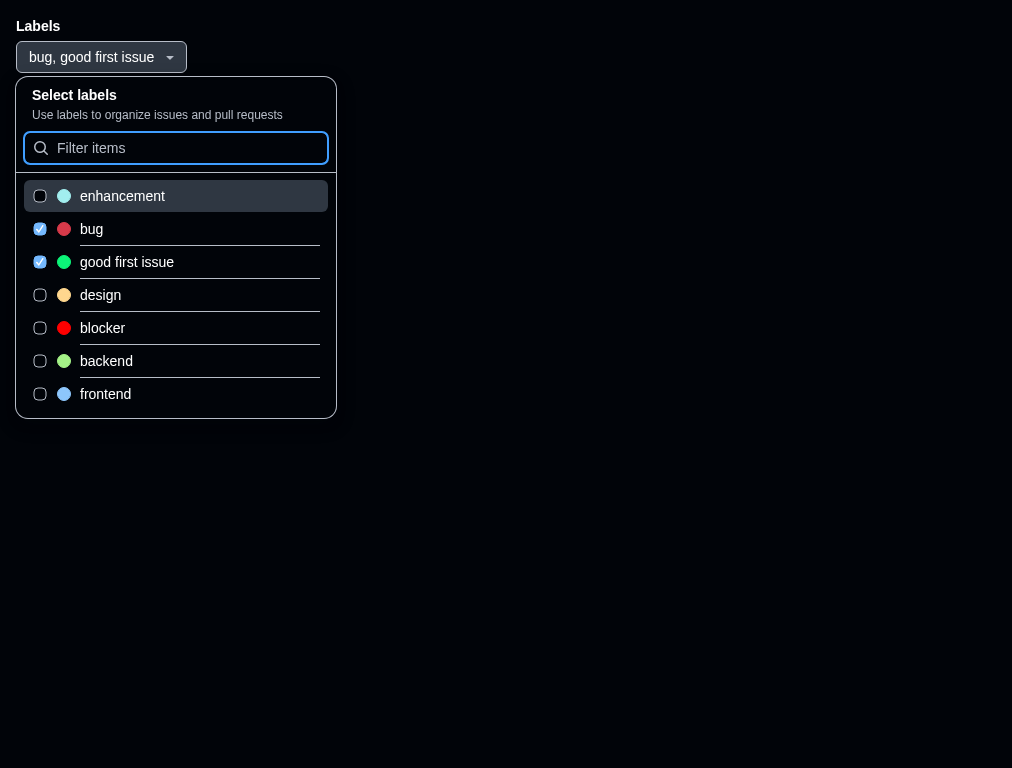 Labels
bug, good first issue
Select labels
Use labels to organize issues and pull requests
Filter items
enhancement
bug
good first issue
design
blocker
backend
frontend